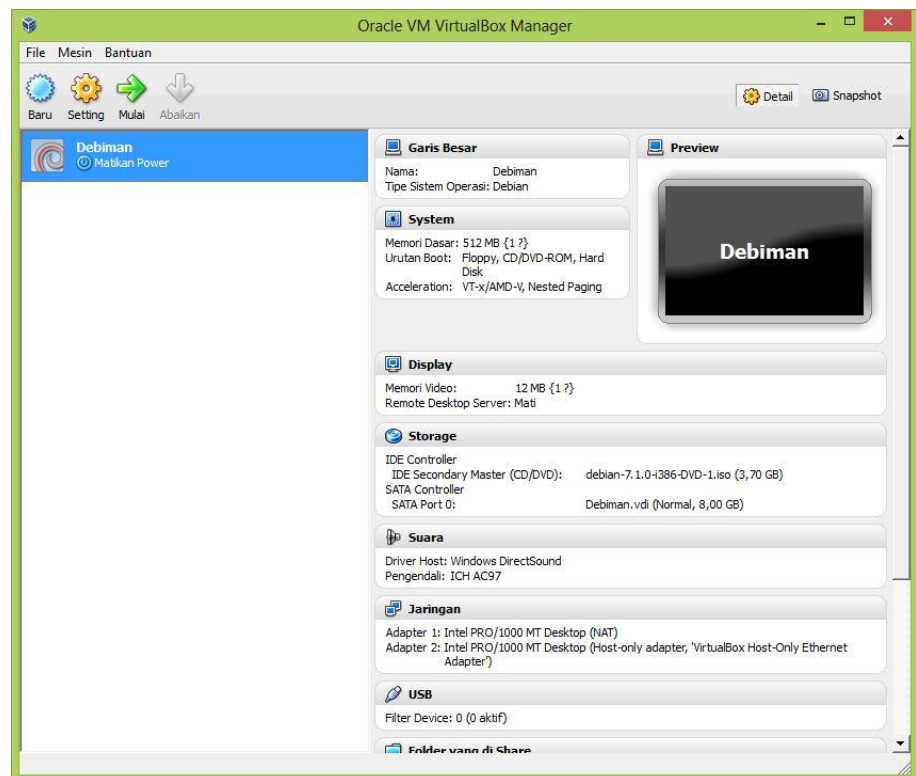 Oracle VM VirtualBox Manager
File Mesin Bantuan
Baru Setting Mulai Abaikan
Detail Snapshot
Debiman
Matikan Power
Garis Besar
Nama: Debiman
Tipe Sistem Operasi: Debian
System
Memori Dasar: 512 MB {1 ?}
Urutan Boot: Floppy, CD/DVD-ROM, Hard
Disk
Acceleration: VT-x/AMD-V, Nested Paging
Preview
Debiman
Display
Memori Video: 12 MB {1 ?}
Remote Desktop Server: Mati
Storage
IDE Controller
IDE Secondary Master (CD/DVD): debian-7.1.0-i386-DVD-1.iso (3,70 GB)
SATA Controller
SATA Port 0: Debiman.vdi (Normal, 8,00 GB)
Suara
Driver Host: Windows DirectSound
Pengendali: ICH AC97
Jaringan
Adapter 1: Intel PRO/1000 MT Desktop (NAT)
Adapter 2: Intel PRO/1000 MT Desktop (Host-only adapter, 'VirtualBox Host-Only Ethernet
Adapter')
USB
Filter Device: 0 (0 aktif)
Folder yang di Share